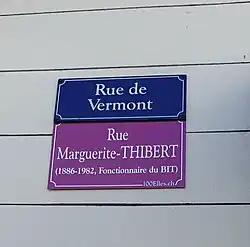 Rue de
Vermont
Rue
Marguerite-THIBERT
(1886-1982, Fonctionnaire du BIT)
100Elles.ch